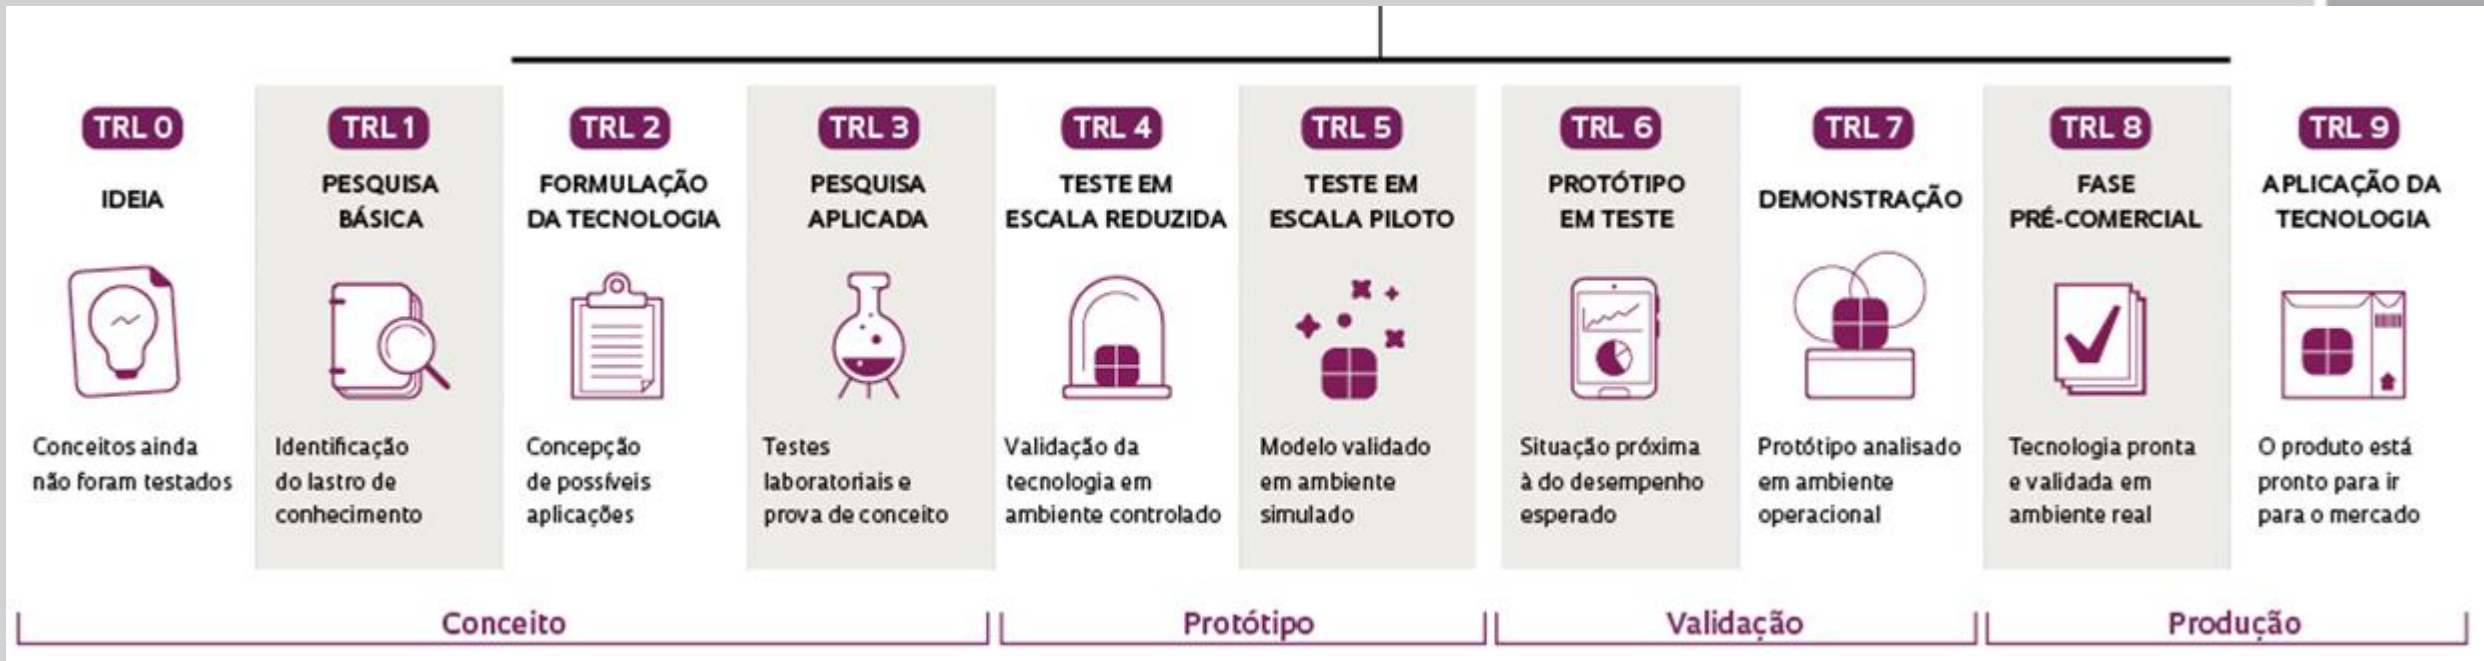 TRL 0
IDEIA
Conceitos ainda
não foram testados
TRL 1
PESQUISA
BÁSICA
Identificação
do lastro de
conhecimento
TRL 2
FORMULAÇÃO
DA TECNOLOGIA
Concepção
de possíveis
aplicações
TRL 3
PESQUISA
APLICADA
Testes
laboratoriais e
prova de conceito
TRL 4
TESTE EM
ESCALA REDUZIDA
Validação da
tecnologia em
ambiente controlado
TRL 5
TESTE EM
ESCALA PILOTO
Modelo validado
em ambiente
simulado
TRL 6
PROTÓTIPO
EM TESTE
Situação próxima
à do desempenho
esperado
TRL 7
DEMONSTRAÇÃO
Protótipo analisado
em ambiente
operacional
TRL 8
FASE
PRÉ-COMERCIAL
Tecnologia pronta
e validada em
ambiente real
TRL 9
APLICAÇÃO DA
TECNOLOGIA
O produto está
pronto para ir
para o mercado
Conceito
Protótipo
Validação
Produção